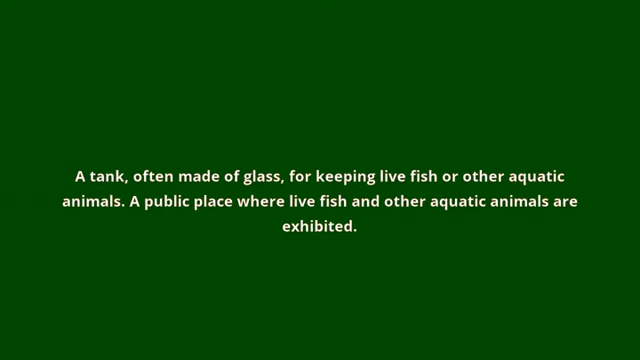 A tank, often made of glass, for keeping live fish or other aquatic
animals. A public place where live fish and other aquatic animals are
exhibited.